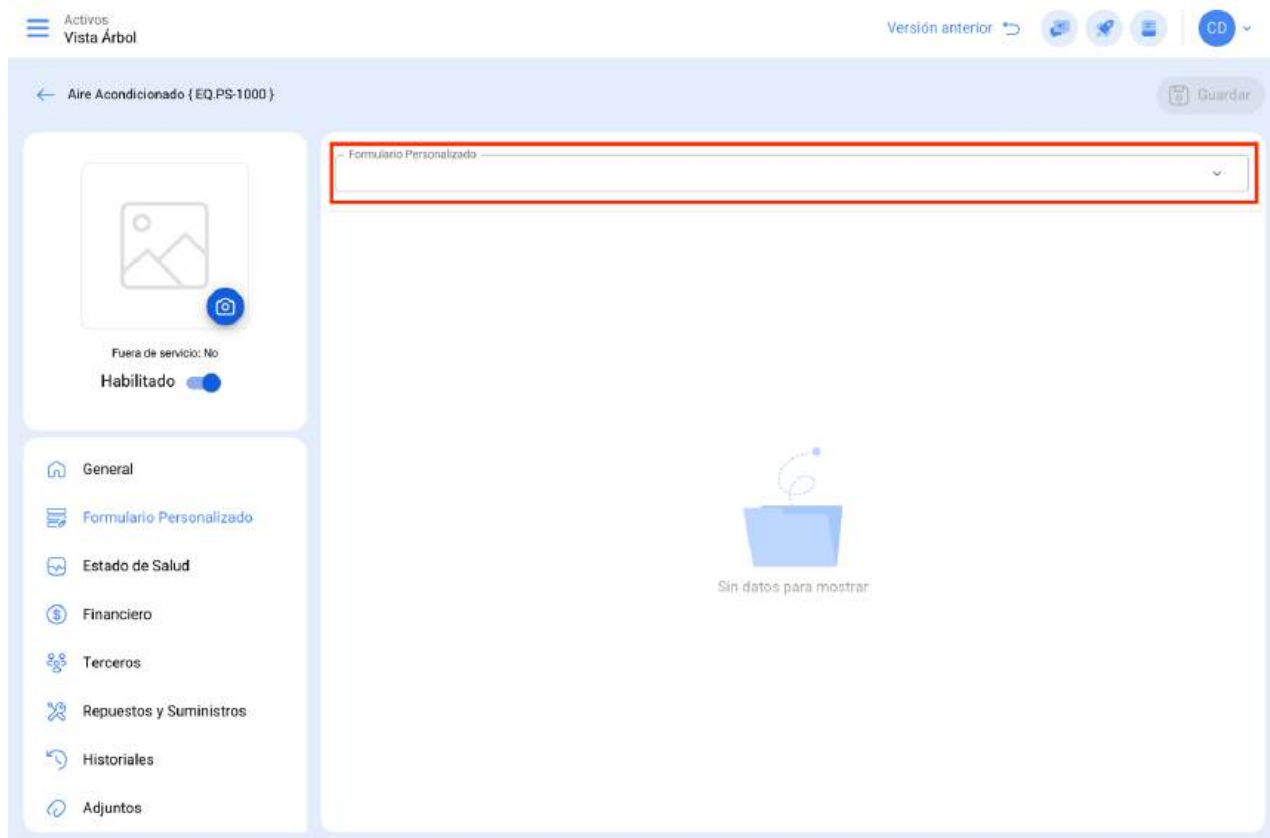 Activos
Vista Árbol
Versión anterior
CD
Aire Acondicionado { EQ.PS-1000 }
Guardar
Formulario Personalizado
Fuera de servicio: No
Habilitado
General
Formulario Personalizado
Estado de Salud
Financiero
Terceros
Repuestos y Suministros
Historiales
Adjuntos
Sin datos para mostrar